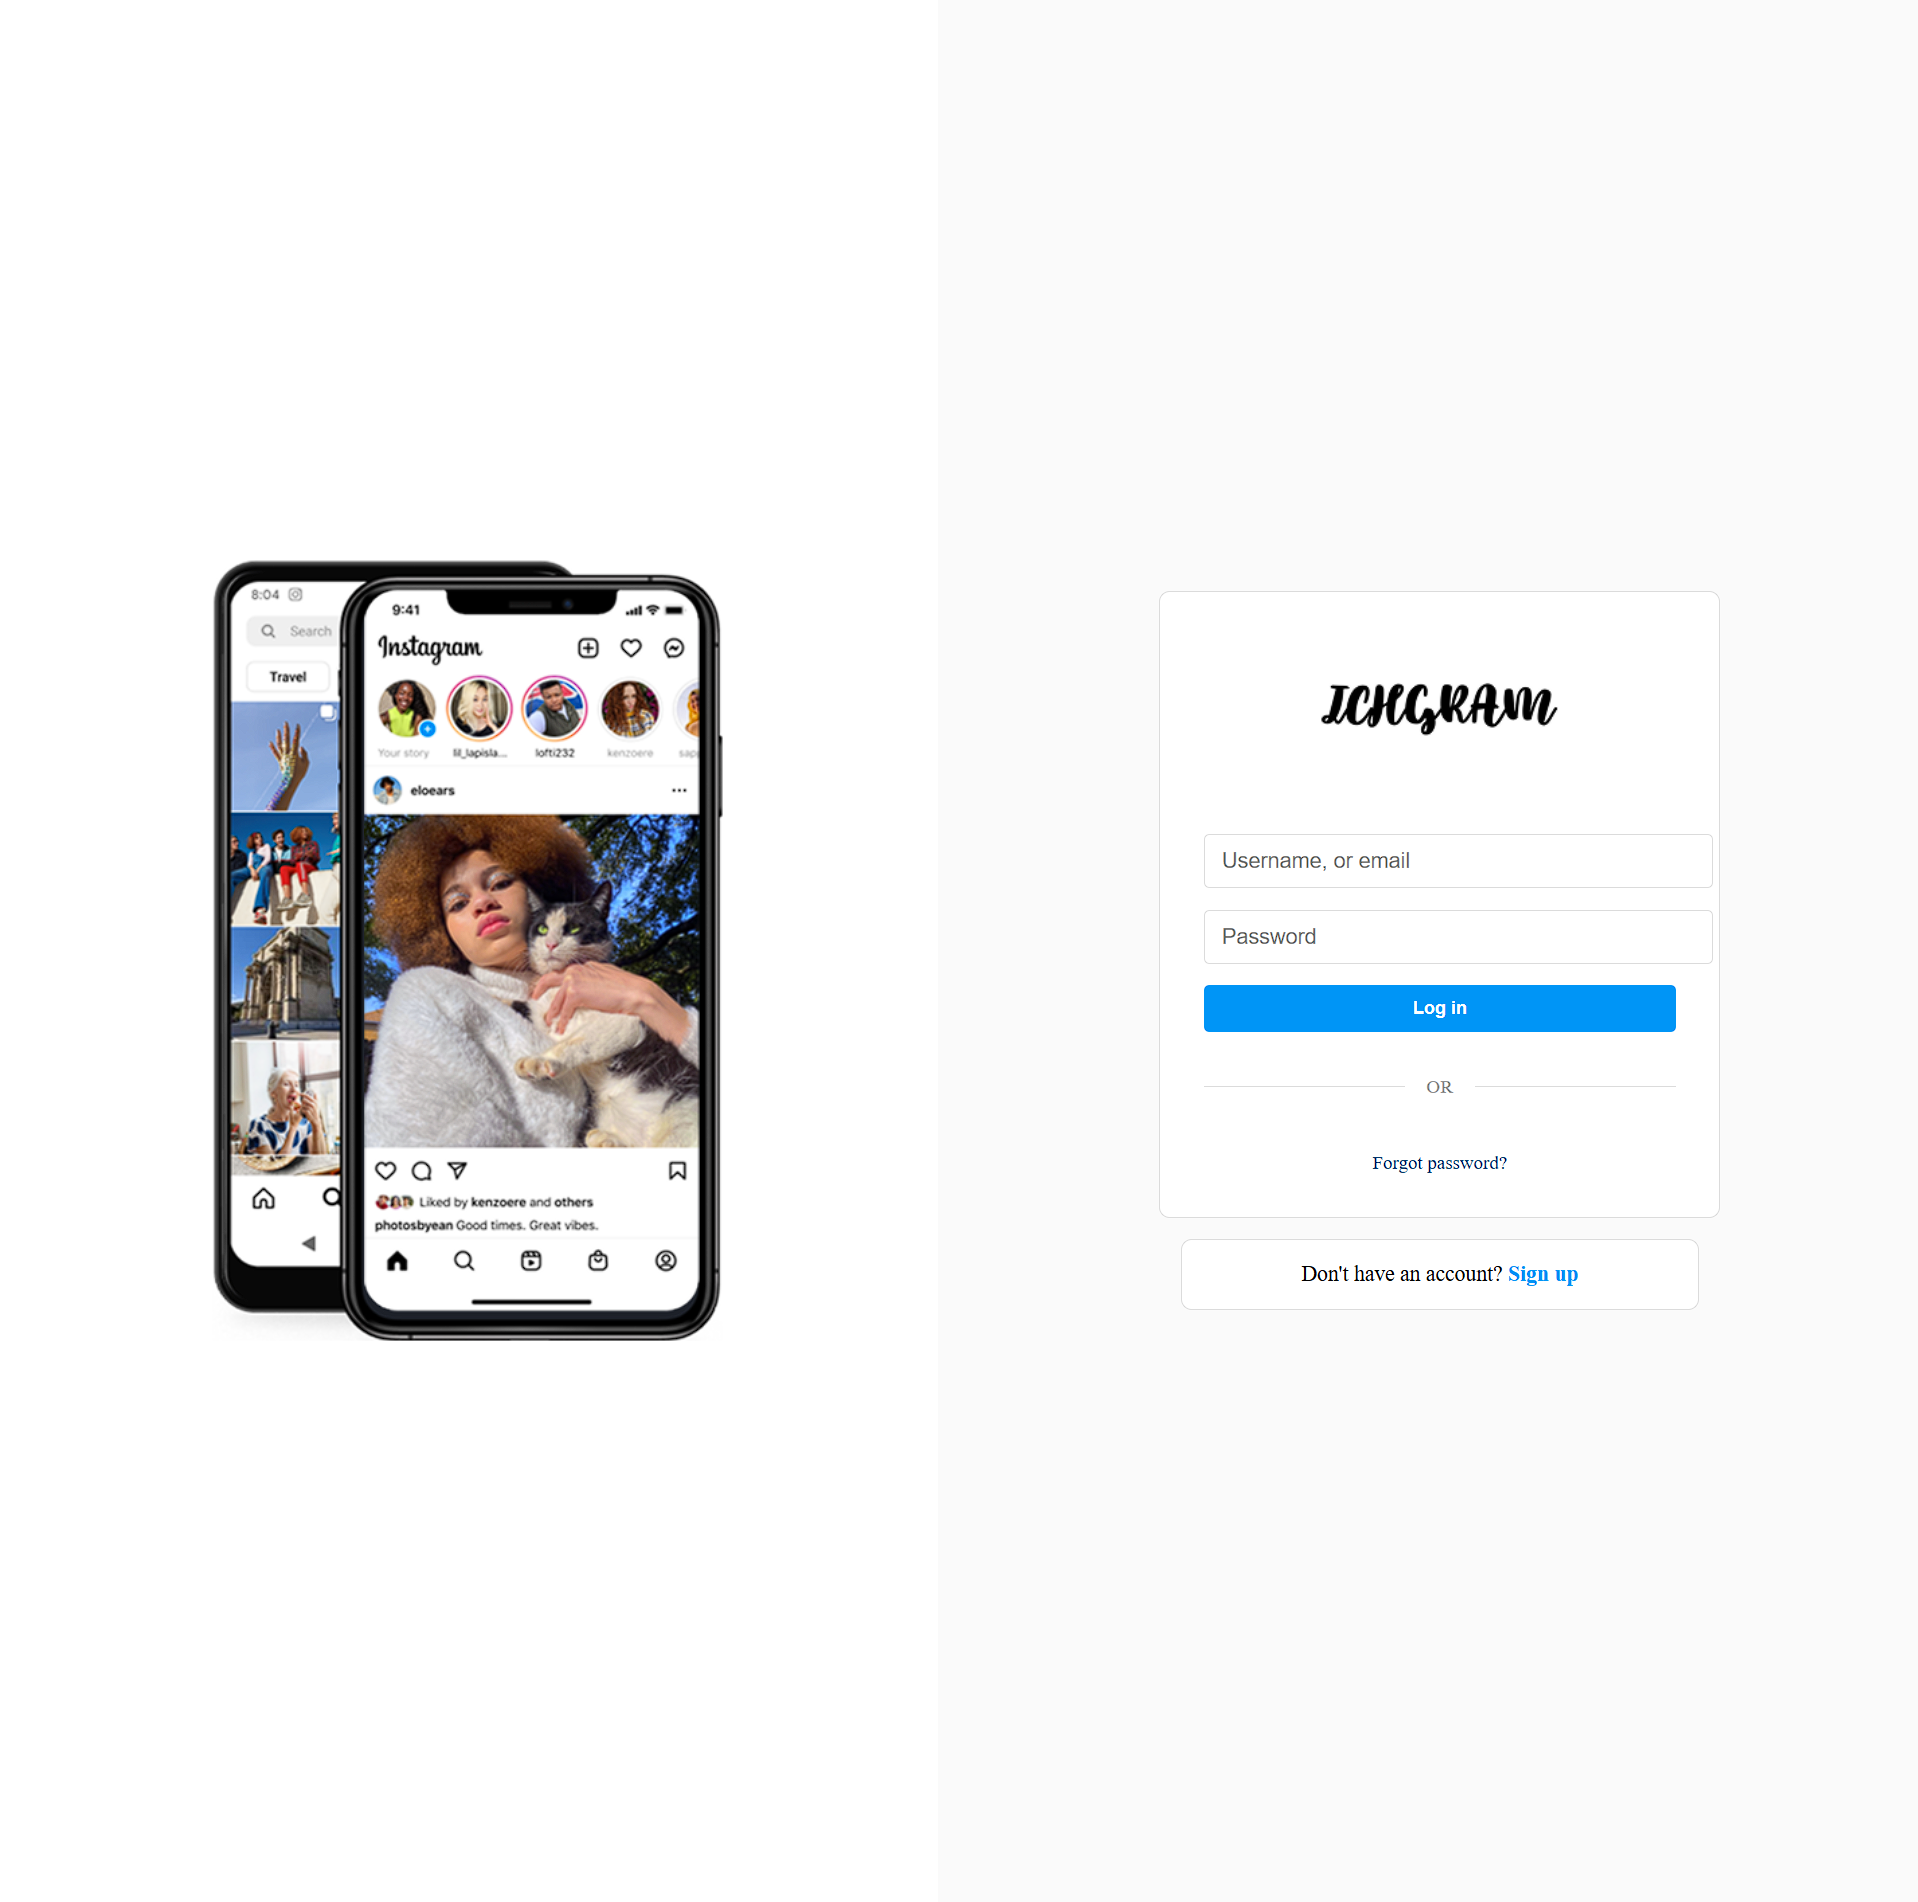 8:04
Search
Travel
9:41
Instagram
Your story
lil_lapisla...
lofti232
kenzoere
eloears
Liked by kenzoere and others
photosbyean Good times. Great vibes.
ICHGRAM
Username, or email
Password
Log in
OR
Forgot password?
Don't have an account? Sign up